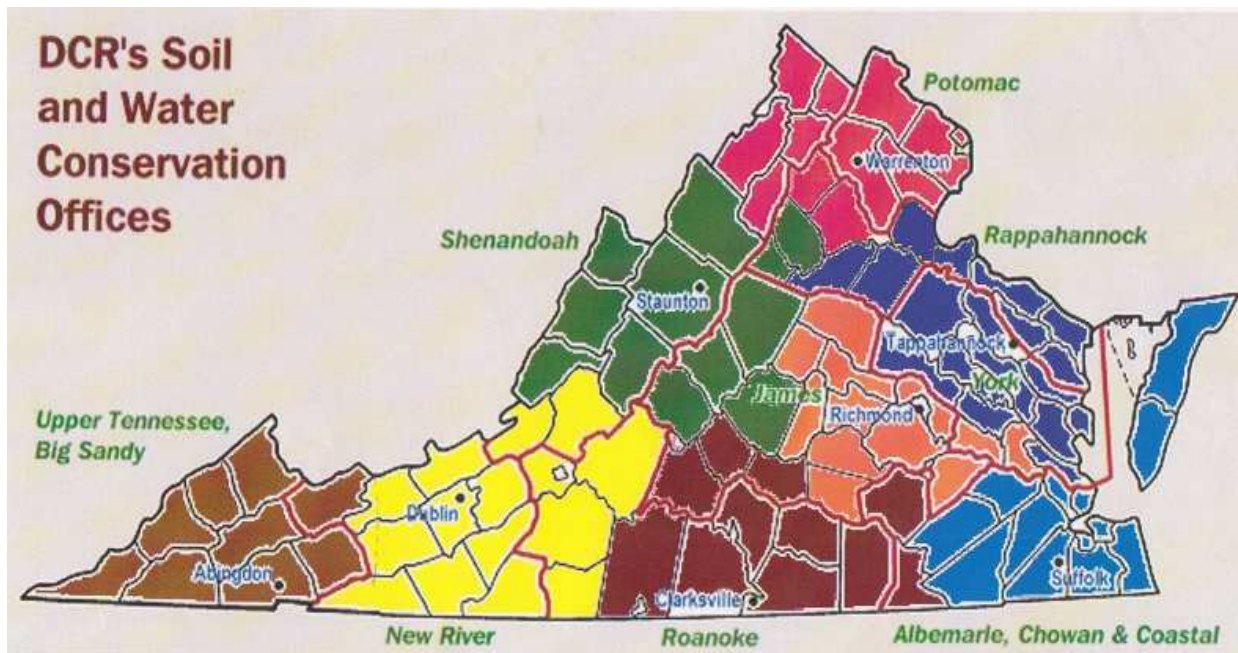 DCR's Soil
and Water
Conservation
Offices
Potomac
Warrenton
Shenandoah
Rappahannock
Staunton
Tappahannock
James
York
Richmond
Upper Tennessee,
Big Sandy
Dublin
Abingdon
Suffolk
Clarksville
New River
Roanoke
Albemarle, Chowan & Coastal